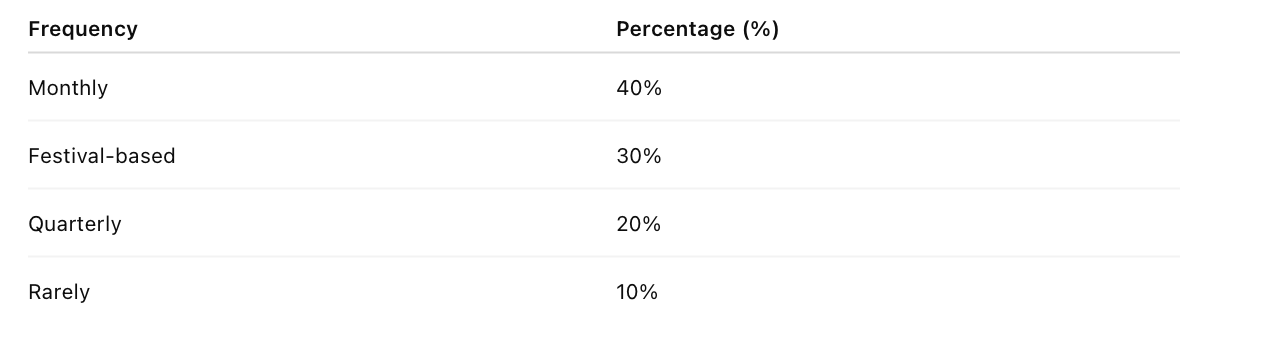 Frequency Percentage (%)
Monthly 40%
Festival-based 30%
Quarterly 20%
Rarely 10%